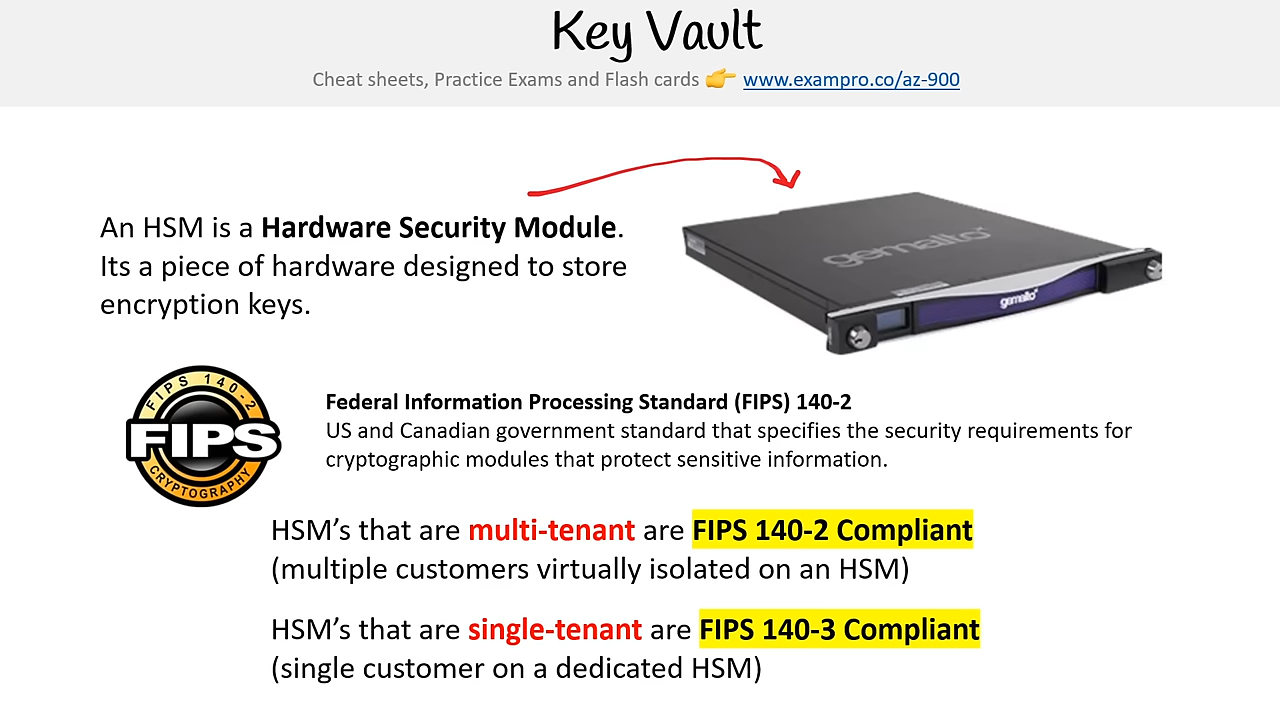 Key Vault
Cheat sheets, Practice Exams and Flash cards 👉 www.exampro.co/az-900
An HSM is a Hardware Security Module.
Its a piece of hardware designed to store
encryption keys.
gemalto
gemalto
FIPS 140-2
FIPS
CRYPTOGRAPHY
Federal Information Processing Standard (FIPS) 140-2
US and Canadian government standard that specifies the security requirements for
cryptographic modules that protect sensitive information.
HSM’s that are multi-tenant are FIPS 140-2 Compliant
(multiple customers virtually isolated on an HSM)
HSM’s that are single-tenant are FIPS 140-3 Compliant
(single customer on a dedicated HSM)